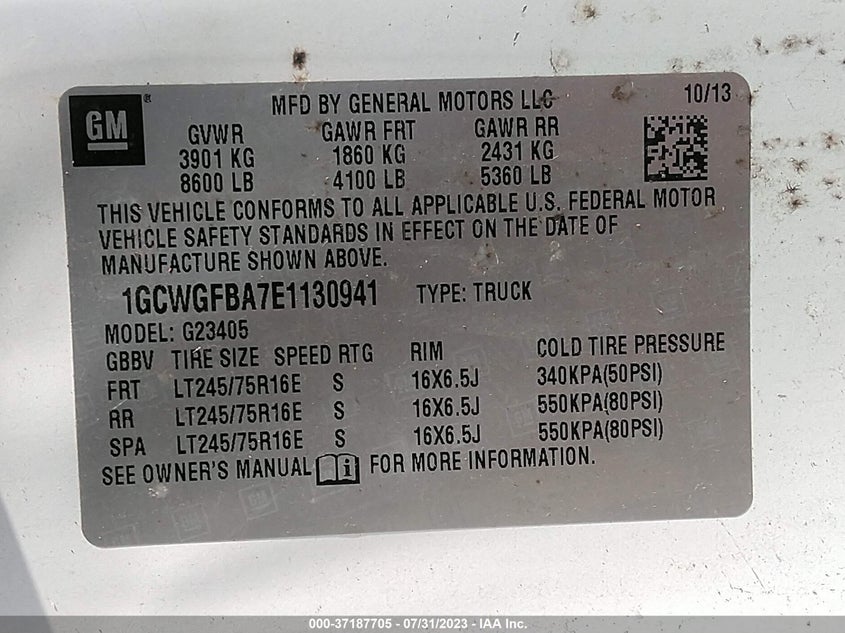 GM ® MFD BY GENERAL MOTORS LLC 10/13
GVWR GAWR FRT GAWR RR
3901 KG 1860 KG 2431 KG
8600 LB 4100 LB 5360 LB
THIS VEHICLE CONFORMS TO ALL APPLICABLE U.S. FEDERAL MOTOR
VEHICLE SAFETY STANDARDS IN EFFECT ON THE DATE OF
MANUFACTURE SHOWN ABOVE.
1GCWGFBA7E1130941 TYPE: TRUCK
MODEL: G23405
GBBV TIRE SIZE SPEED RTG RIM COLD TIRE PRESSURE
FRT LT245/75R16E S 16X6.5J 340KPA(50PSI)
RR LT245/75R16E S 16X6.5J 550KPA(80PSI)
SPA LT245/75R16E S 16X6.5J 550KPA(80PSI)
SEE OWNER'S MANUAL i FOR MORE INFORMATION.
000-37187705 - 07/31/2023 - © IAA Inc.